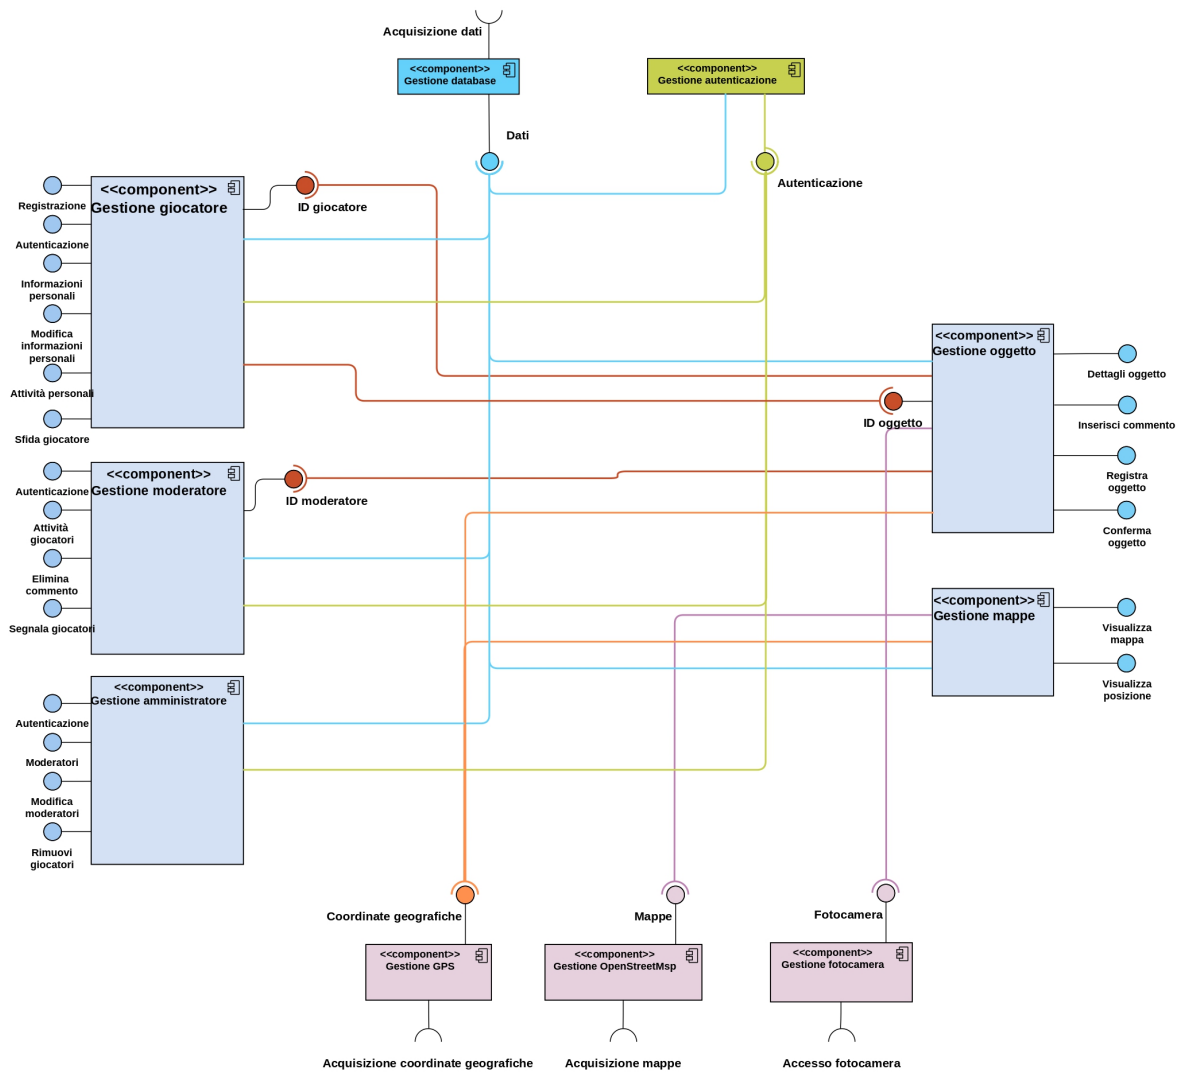 Acquisizione dati
<<component>>
Gestione database
<<component>>
Gestione autenticazione
Dati
Autenticazione
<<component>>
Gestione giocatore
ID giocatore
Registrazione
Autenticazione
Informazioni
personali
Modifica
informazioni
personali
Attività personali
Sfida giocatore
<<component>>
Gestione oggetto
Dettagli oggetto
ID oggetto
Inserisci commento
Registra
oggetto
Conferma
oggetto
<<component>>
Gestione moderatore
ID moderatore
Autenticazione
Attività
giocatori
Elimina
commento
Segnala giocatori
<<component>>
Gestione mappe
Visualizza
mappa
Visualizza
posizione
<<component>>
Gestione amministratore
Autenticazione
Moderatori
Modifica
moderatori
Rimuovi
giocatori
Coordinate geografiche
Mappe
Fotocamera
<<component>>
Gestione GPS
<<component>>
Gestione OpenStreetMsp
<<component>>
Gestione fotocamera
Acquisizione coordinate geografiche
Acquisizione mappe
Accesso fotocamera